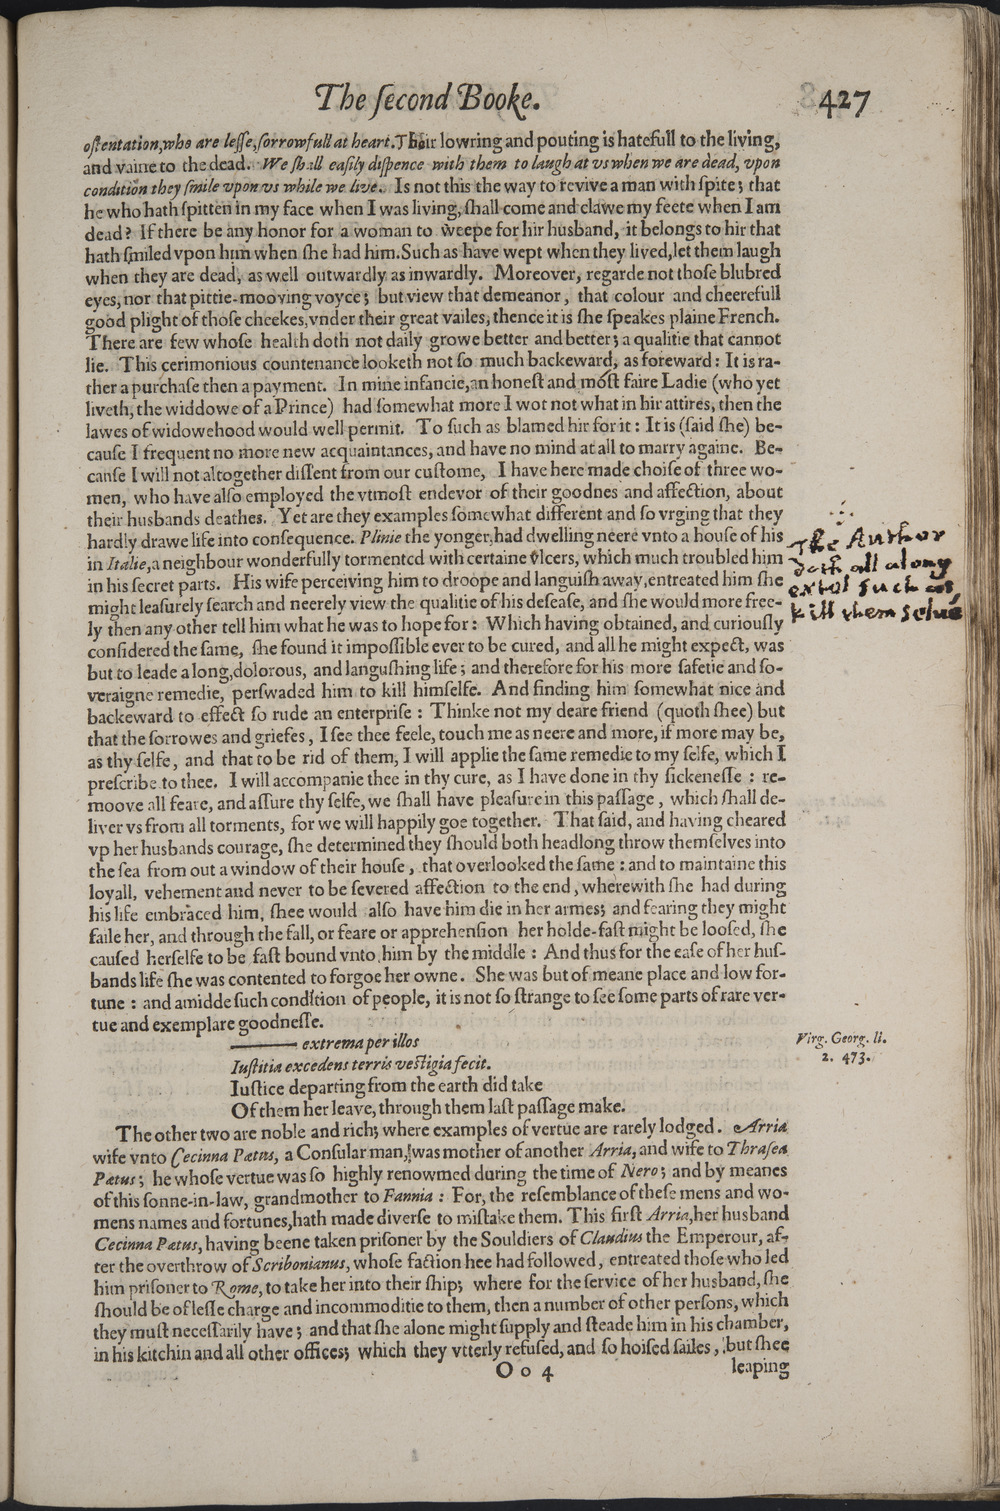 The ſecond Booke.
427
oſtentation, who are leſſe, ſorrowfull at heart. Their lowring and pouting is hatefull to the living,
and vaine to the dead. We ſhall eaſily diſpence with them to laugh at vs when we are dead, vpon
condition they ſmile vpon vs while we live. Is not this the way to revive a man with ſpite; that
he who hath ſpitten in my face when I was living, ſhall come and clawe my feete when I am
dead? If there be any honor for a woman to weepe for hir husband, it belongs to hir that
hath ſmiled vpon him when ſhe had him. Such as have wept when they lived, let them laugh
when they are dead, as well outwardly as inwardly. Moreover, regarde not thoſe blubred
eyes, nor that pittie-mooving voyce; but view that demeanor, that colour and cheerefull
good plight of thoſe cheekes, vnder their great vailes, thence it is ſhe ſpeakes plaine French.
There are few whoſe health doth not daily growe better and better; a qualitie that cannot
lie. This cerimonious countenance looketh not ſo much backeward, as foreward: It is ra-
ther a purchaſe then a payment. In mine infancie, an honeſt and moſt faire Ladie (who yet
liveth, the widdowe of a Prince) had ſomewhat more I wot not what in hir attires, then the
lawes of widowehood would well permit. To ſuch as blamed hir for it: It is (ſaid ſhe) be-
cauſe I frequent no more new acquaintances, and have no mind at all to marry againe. Be-
cauſe I will not altogether diſſent from our cuſtome, I have here made choiſe of three wo-
men, who have alſo employed the vtmoſt endevor of their goodnes and affection, about
their husbands deathes. Yet are they examples ſomewhat different and ſo vrging that they
hardly drawe life into conſequence. Plinie the yonger, had dwelling neere vnto a houſe of his
in Italie, a neighbour wonderfully tormented with certaine vlcers, which much troubled him
in his ſecret parts. His wife perceiving him to droope and languiſh away, entreated him ſhe
might leaſurely ſearch and neerely view the qualitie of his deſeaſe, and ſhe would more free-
ly then any other tell him what he was to hope for: Which having obtained, and curiouſly
conſidered the ſame, ſhe found it impoſſible ever to be cured, and all he might expect, was
but to leade a long, dolorous, and languſhing life; and therefore for his more ſafetie and ſo-
veraigne remedie, perſwaded him to kill himſelfe. And finding him ſomewhat nice and
backeward to effect ſo rude an enterpriſe: Thinke not my deare friend (quoth ſhee) but
that the ſorrowes and griefes, I ſee thee feele, touch me as neere and more, if more may be,
as thy ſelfe, and that to be rid of them, I will applie the ſame remedie to my ſelfe, which I
preſcribe to thee. I will accompanie thee in thy cure, as I have done in thy ſickeneſſe: re-
moove all feare, and aſſure thy ſelfe, we ſhall have pleaſure in this paſſage, which ſhall de-
liver vs from all torments, for we will happily goe together. That ſaid, and having cheared
vp her husbands courage, ſhe determined they ſhould both headlong throw themſelves into
the ſea from out a window of their houſe, that overlooked the ſame: and to maintaine this
loyall, vehement and never to be ſevered affection to the end, wherewith ſhe had during
his life embraced him, ſhee would alſo have him die in her armes; and fearing they might
faile her, and through the fall, or feare or apprehenſion her holde-faſt might be looſed, ſhe
cauſed herſelfe to be faſt bound vnto him by the middle: And thus for the eaſe of her huſ-
bands life ſhe was contented to forgoe her owne. She was but of meane place and low for-
tune: and amidde ſuch condition of people, it is not ſo ſtrange to ſee ſome parts of rare ver-
tue and exemplare goodneſſe.
the Author
doth all along
extol ſuch as
kill them selue
——— extrema per illos
Iuſtitia excedens terris veſtigia fecit.
Iuſtice departing from the earth did take
Of them her leave, through them laſt paſſage make.
Virg. Georg. li.
2. 473.
The other two are noble and rich; where examples of vertue are rarely lodged. Arria
wife vnto Cecinna Pætus, a Conſular man, was mother of another Arria, and wife to Thraſea
Pætus; he whoſe vertue was ſo highly renowmed during the time of Nero; and by meanes
of this ſonne-in-law, grandmother to Fannia: For, the reſemblance of theſe mens and wo-
mens names and fortunes, hath made diverſe to miſtake them. This firſt Arria, her husband
Cecinna Pætus, having beene taken priſoner by the Souldiers of Claudius the Emperour, af-
ter the overthrow of Scribonianus, whoſe faction hee had followed, entreated thoſe who led
him priſoner to Rome, to take her into their ſhip; where for the ſervice of her husband, ſhe
ſhould be of leſſe charge and incommoditie to them, then a number of other perſons, which
they muſt neceſſarily have; and that ſhe alone might ſupply and ſteade him in his chamber,
in his kitchin and all other offices; which they vtterly refuſed, and ſo hoiſed ſailes, but ſhee
Oo 4
leaping